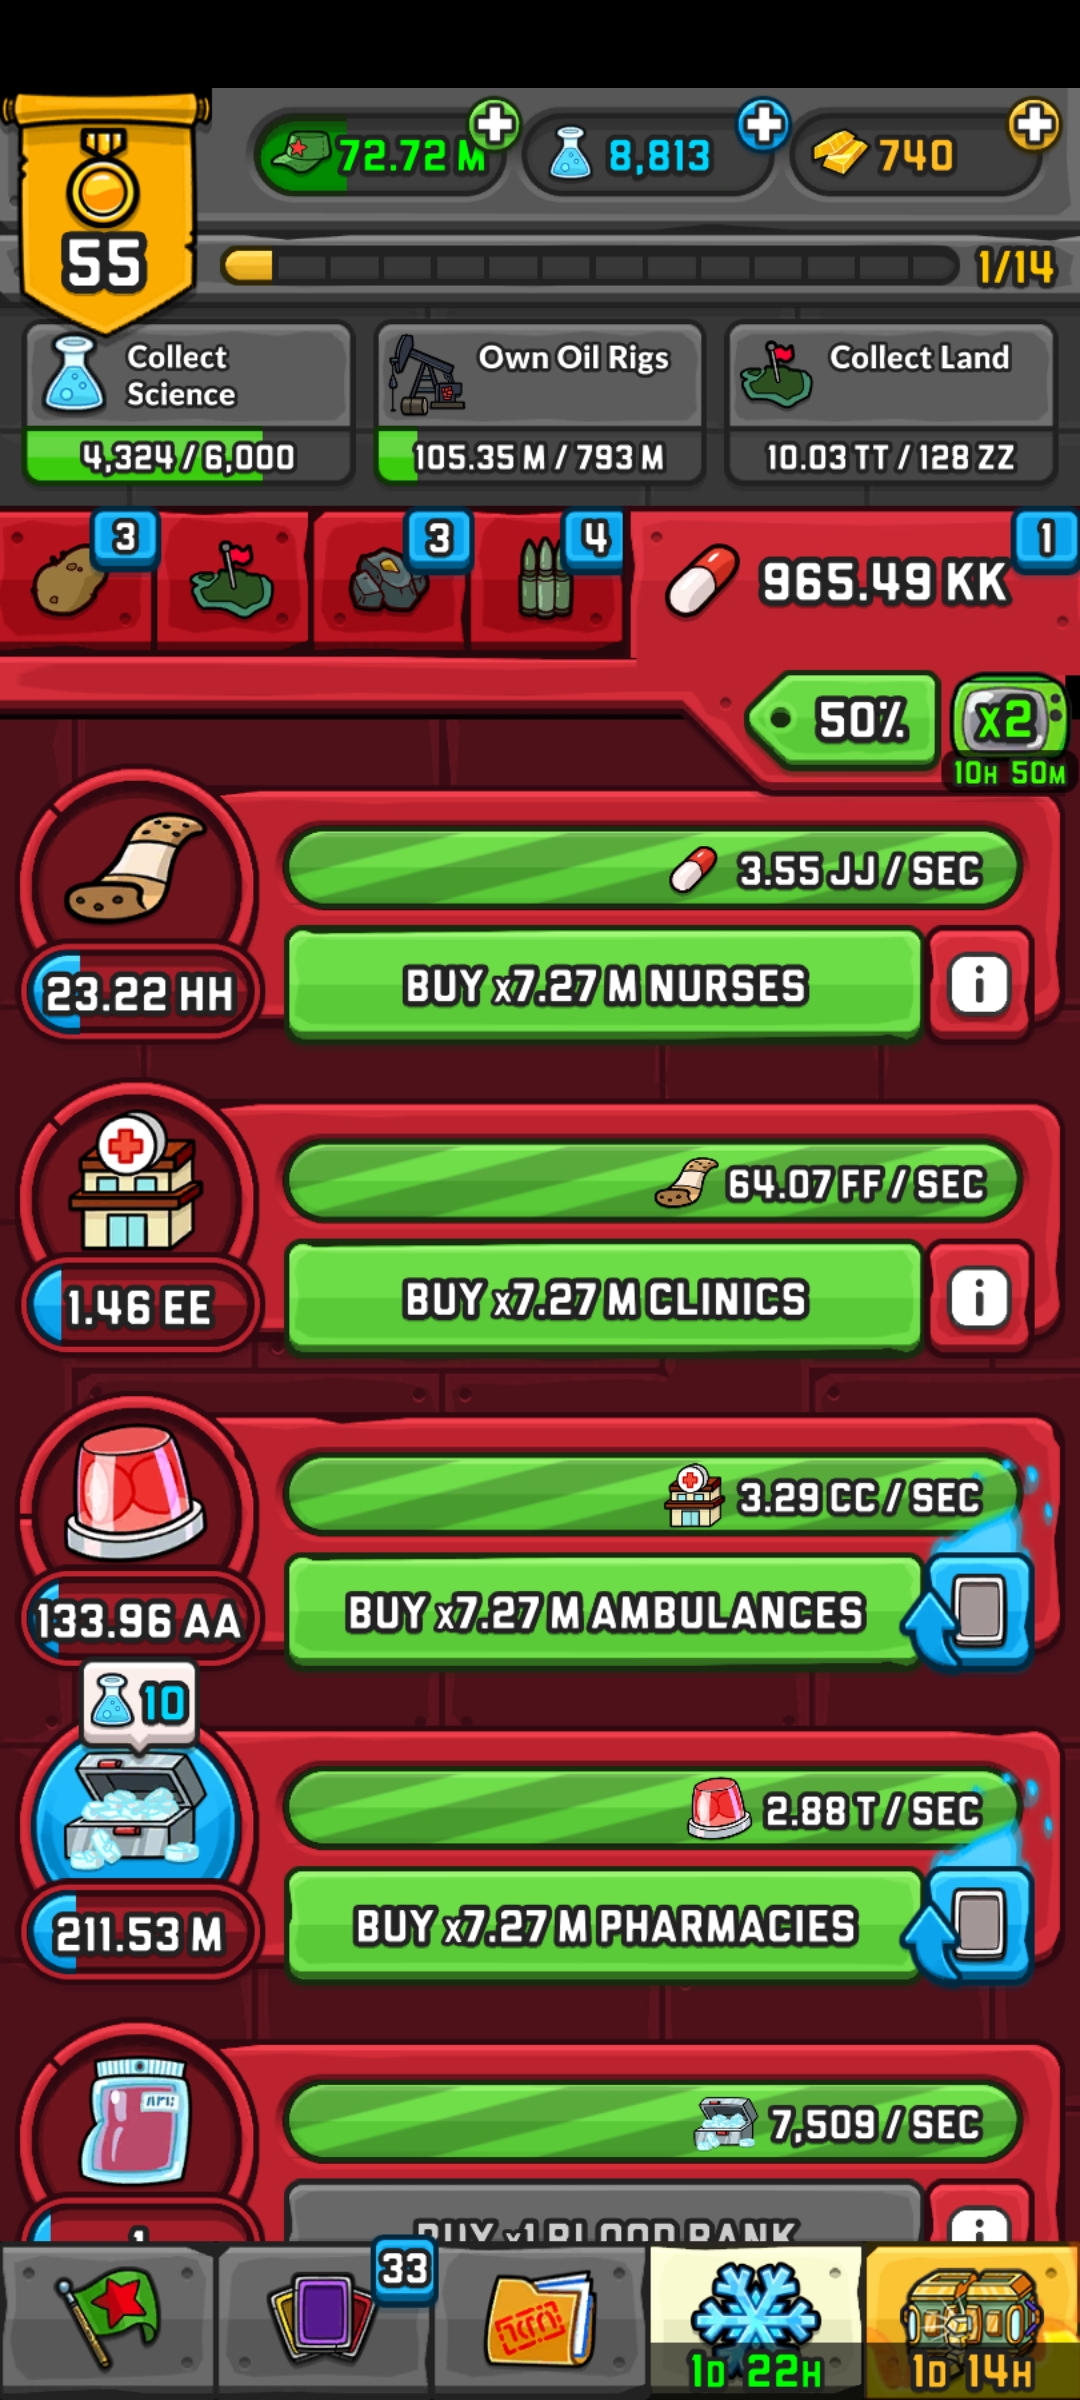 72.72 M
8,813
740
55
1/14
Collect
Science
4,324 / 6,000
Own Oil Rigs
105.35 M / 793 M
Collect Land
10.03 TT / 128 ZZ
3
3
4
1
965.49 KK
50%
x2
10H 50M
3.55 JJ / SEC
23.22 HH
BUY x7.27 M NURSES
i
64.07 FF / SEC
1.46 EE
BUY x7.27 M CLINICS
i
3.29 CC / SEC
133.96 AA
BUY x7.27 M AMBULANCES
10
2.88 T / SEC
211.53 M
BUY x7.27 M PHARMACIES
7,509 / SEC
1
BUY x1 BLOOD BANK
i
33
1D 22H
1D 14H